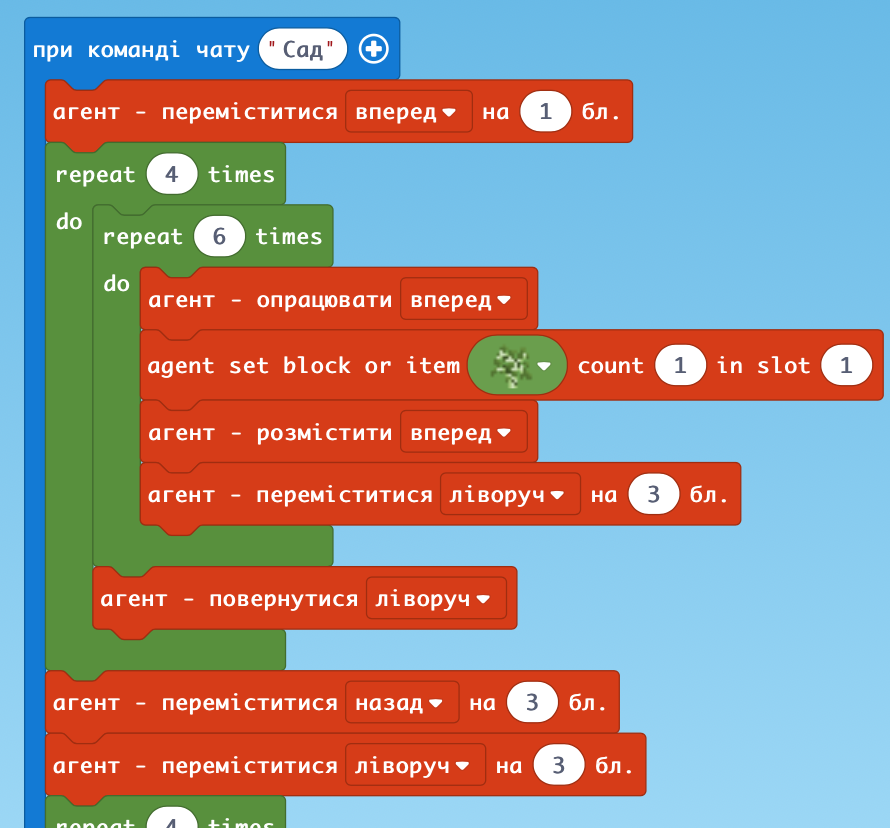 при команді чату "Сад"
агент - переміститися вперед на 1 бл.
repeat 4 times
do
repeat 6 times
do
агент - опрацювати вперед
agent set block or item count 1 in slot 1
агент - розмістити вперед
агент - переміститися ліворуч на 3 бл.
агент - повернутися ліворуч
агент - переміститися назад на 3 бл.
агент - переміститися ліворуч на 3 бл.
repeat 4 times